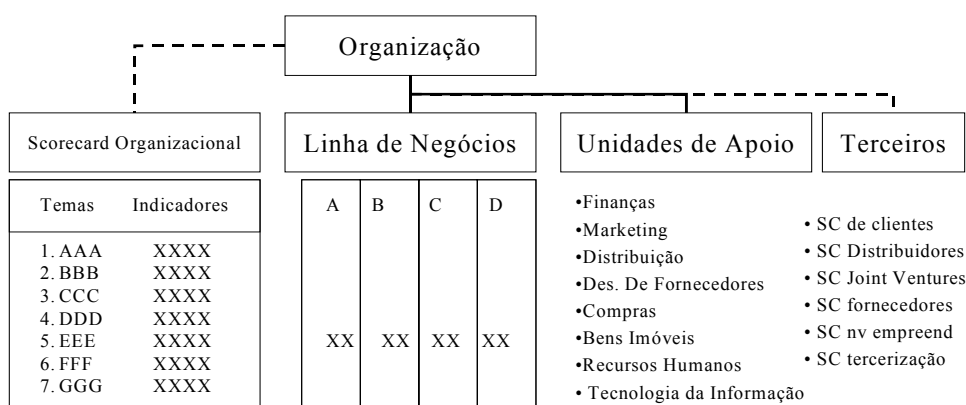 Organização
Scorecard Organizacional
Linha de Negócios
Unidades de Apoio
Terceiros
Temas Indicadores
1. AAA XXXX
2. BBB XXXX
3. CCC XXXX
4. DDD XXXX
5. EEE XXXX
6. FFF XXXX
7. GGG XXXX
A B C D
XX XX XX XX
•Finanças
•Marketing
•Distribuição
•Des. De Fornecedores
•Compras
•Bens Imóveis
•Recursos Humanos
• Tecnologia da Informação
• SC de clientes
• SC Distribuidores
• SC Joint Ventures
• SC fornecedores
• SC nv empreend
• SC tercerização